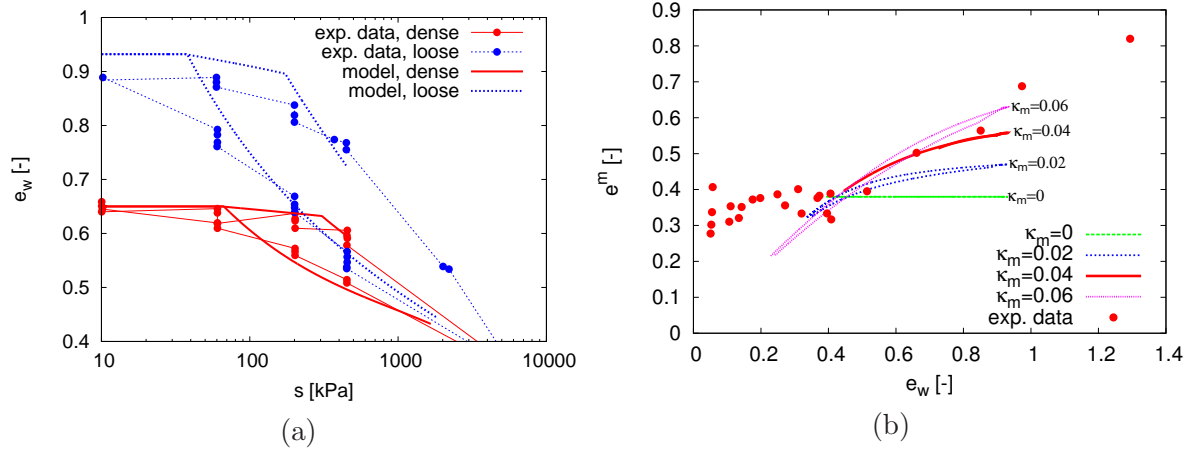 1
0.9
0.8
0.7
0.6
0.5
0.4
10
100
1000
10000
e_w [-]
s [kPa]
exp. data, dense
exp. data, loose
model, dense
model, loose
(a)
0.9
0.8
0.7
0.6
0.5
0.4
0.3
0.2
0.1
0
0
0.2
0.4
0.6
0.8
1
1.2
1.4
e^m [-]
e_w [-]
κ_m=0.06
κ_m=0.04
κ_m=0.02
κ_m=0
κ_m=0
κ_m=0.02
κ_m=0.04
κ_m=0.06
exp. data
(b)